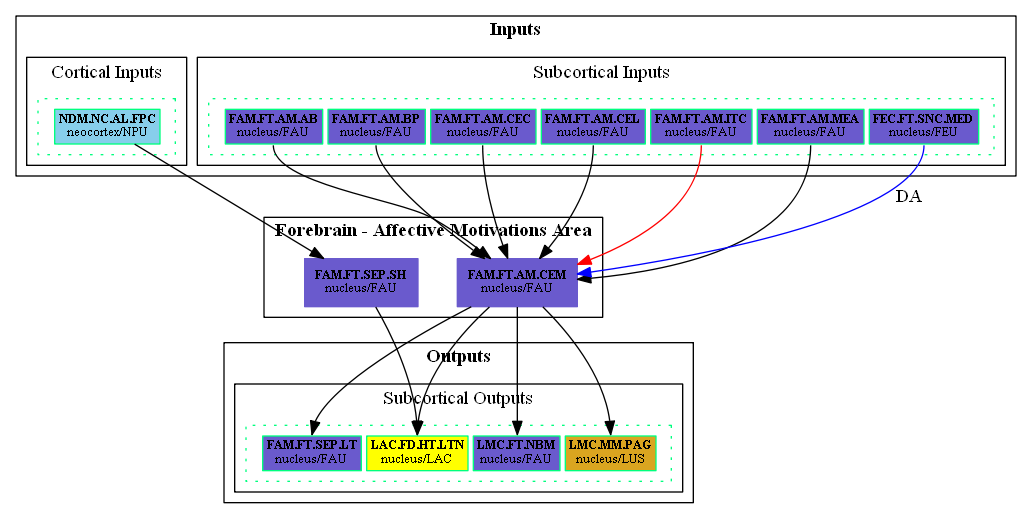 Inputs
Cortical Inputs
Subcortical Inputs
NDM.NC.AL.FPC
neocortex/NPU
FAM.FT.AM.AB
nucleus/FAU
FAM.FT.AM.BP
nucleus/FAU
FAM.FT.AM.CEC
nucleus/FAU
FAM.FT.AM.CEL
nucleus/FAU
FAM.FT.AM.ITC
nucleus/FAU
FAM.FT.AM.MEA
nucleus/FAU
FEC.FT.SNC.MED
nucleus/FEU
DA
Forebrain - Affective Motivations Area
FAM.FT.SEP.SH
nucleus/FAU
FAM.FT.AM.CEM
nucleus/FAU
Outputs
Subcortical Outputs
FAM.FT.SEP.LT
nucleus/FAU
LAC.FD.HT.LTN
nucleus/LAC
LMC.FT.NBM
nucleus/FAU
LMC.MM.PAG
nucleus/LUS